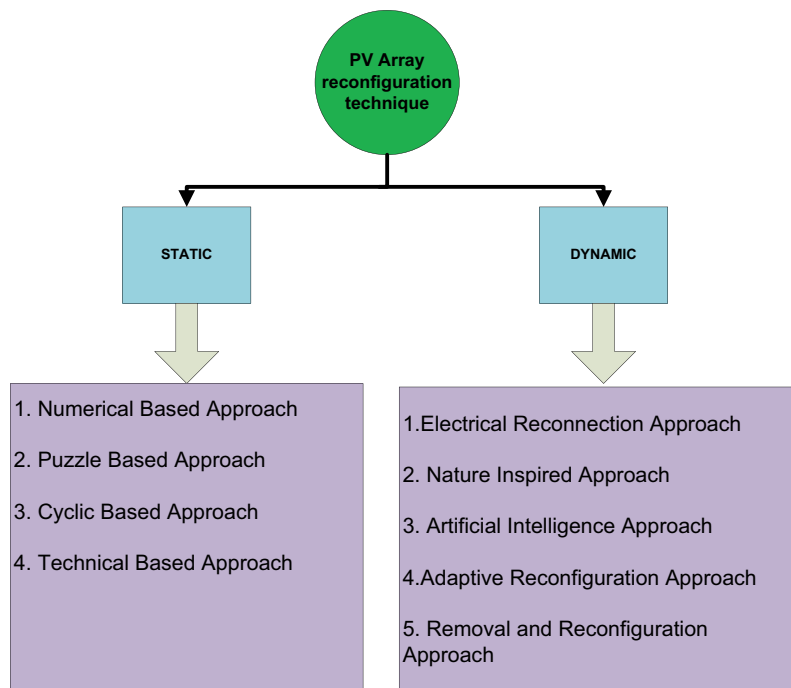 PV Array
reconfiguration
technique
STATIC
DYNAMIC
1. Numerical Based Approach
2. Puzzle Based Approach
3. Cyclic Based Approach
4. Technical Based Approach
1.Electrical Reconnection Approach
2. Nature Inspired Approach
3. Artificial Intelligence Approach
4.Adaptive Reconfiguration Approach
5. Removal and Reconfiguration
Approach